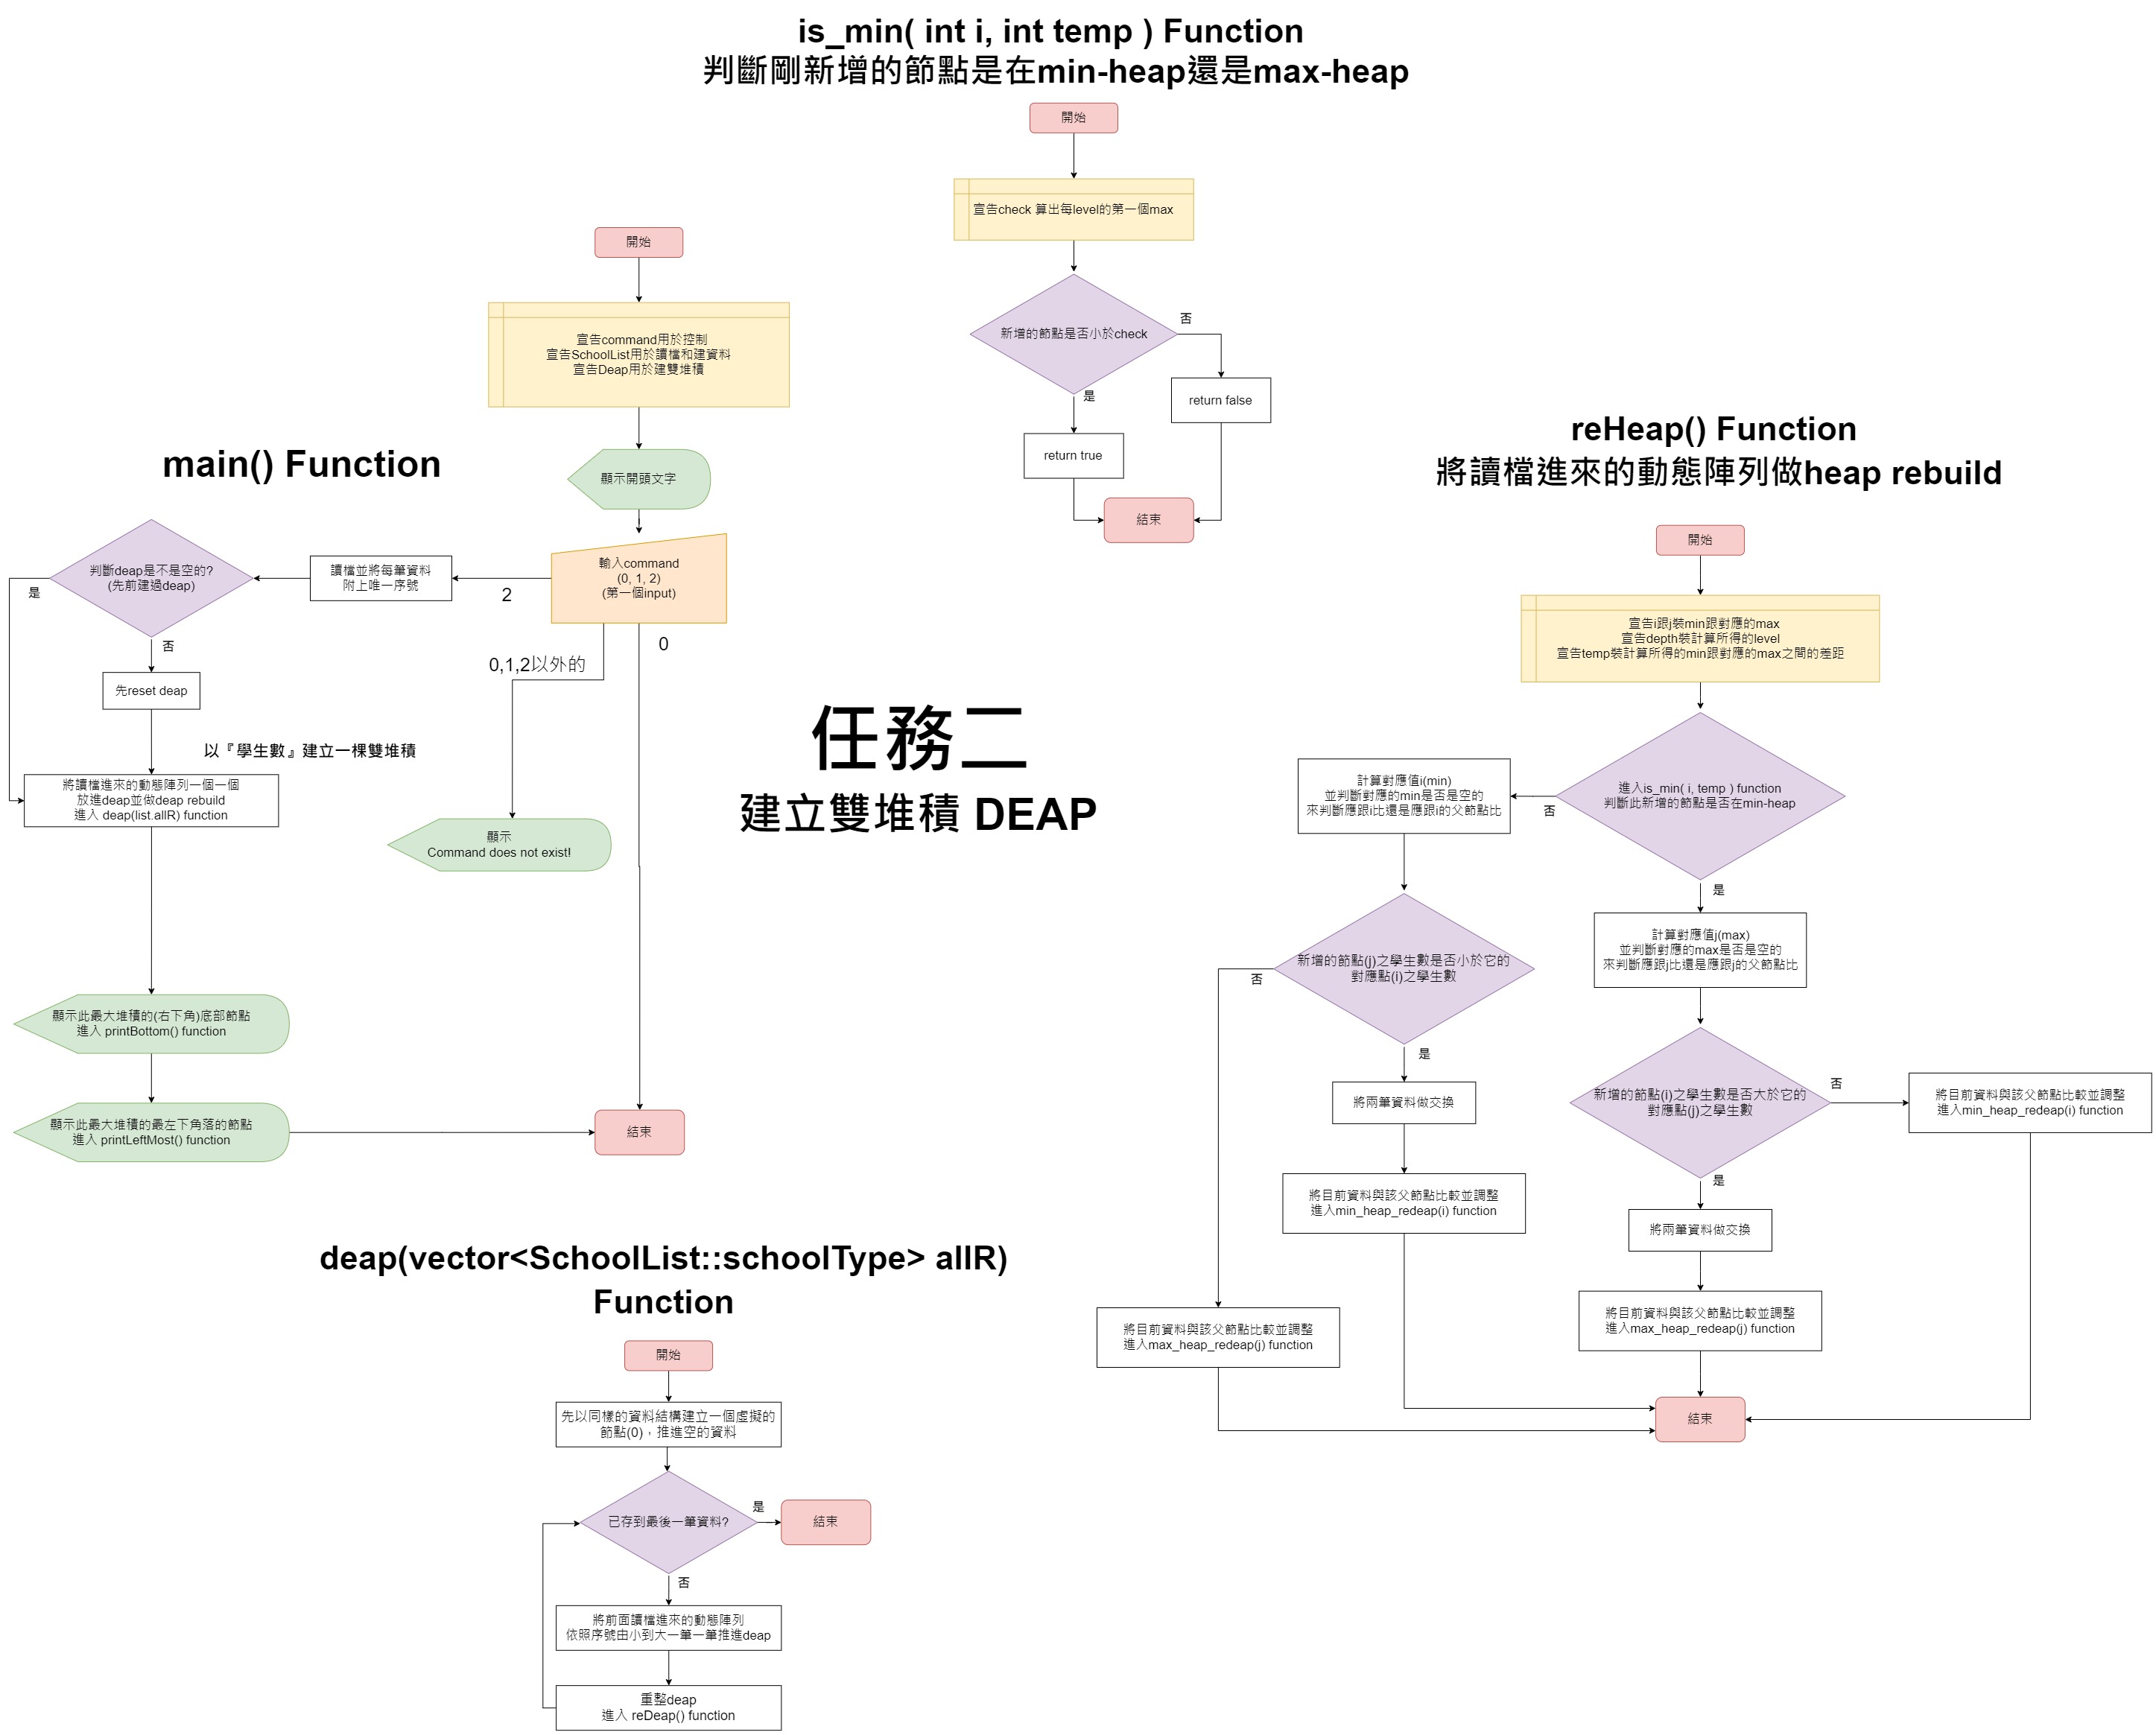 is_min( int i, int temp ) Function
判斷剛新增的節點是在min-heap還是max-heap
開始
宣告check 算出每level的第一個max
新增的節點是否小於check
否
是
return false
return true
結束
main() Function
開始
宣告command用於控制
宣告SchoolList用於讀檔和建資料
宣告Deap用於建雙堆積
顯示開頭文字
輸入command
(0, 1, 2)
(第一個input)
2
0
0,1,2以外的
讀檔並將每筆資料
附上唯一序號
判斷deap是不是空的?
(先前建過deap)
是
否
先reset deap
以『學生數』建立一棵雙堆積
將讀檔進來的動態陣列一個一個
放進deap並做deap rebuild
進入 deap(list.allR) function
顯示
Command does not exist!
顯示此最大堆積的(右下角)底部節點
進入 printBottom() function
顯示此最大堆積的最左下角落的節點
進入 printLeftMost() function
結束
任務二
建立雙堆積 DEAP
reHeap() Function
將讀檔進來的動態陣列做heap rebuild
開始
宣告i跟j裝min跟對應的max
宣告depth裝計算所得的level
宣告temp裝計算所得的min跟對應的max之間的差距
進入is_min( i, temp ) function
判斷此新增的節點是否在min-heap
否
是
計算對應值i(min)
並判斷對應的min是否是空的
來判斷應跟i比還是應跟i的父節點比
新增的節點(j)之學生數是否小於它的
對應點(i)之學生數
否
是
將兩筆資料做交換
將目前資料與該父節點比較並調整
進入min_heap_redeap(i) function
將目前資料與該父節點比較並調整
進入max_heap_redeap(j) function
計算對應值j(max)
並判斷對應的max是否是空的
來判斷應跟j比還是應跟j的父節點比
新增的節點(i)之學生數是否大於它的
對應點(j)之學生數
否
是
將目前資料與該父節點比較並調整
進入min_heap_redeap(i) function
將兩筆資料做交換
將目前資料與該父節點比較並調整
進入max_heap_redeap(j) function
結束
deap(vector<SchoolList::schoolType> allR)
Function
開始
先以同樣的資料結構建立一個虛擬的
節點(0)，推進空的資料
已存到最後一筆資料?
是
結束
否
將前面讀檔進來的動態陣列
依照序號由小到大一筆一筆推進deap
重整deap
進入 reDeap() function